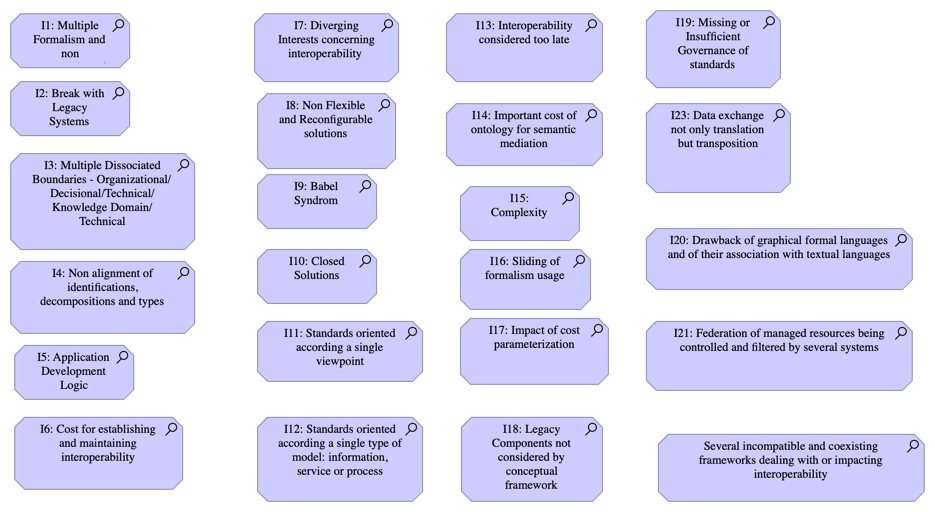 I1: Multiple
Formalism and
non
I2: Break with
Legacy
Systems
I3: Multiple Dissociated
Boundaries - Organizational/
Decisional/Technical/
Knowledge Domain/
Technical
I4: Non alignment of
identifications,
decompositions and types
I5: Application
Development
Logic
I6: Cost for establishing
and maintaining
interoperability
I7: Diverging
Interests concerning
interoperability
I8: Non Flexible
and Reconfigurable
solutions
I9: Babel
Syndrom
I10: Closed
Solutions
I11: Standards oriented
according a single
viewpoint
I12: Standards oriented
according a single type of
model: information,
service or process
I13: Interoperability
considered too late
I14: Important cost of
ontology for semantic
mediation
I15:
Complexity
I16: Sliding of
formalism usage
I17: Impact of cost
parameterization
I18: Legacy
Components not
considered by
conceptual
framework
I19: Missing or
Insufficient
Governance of
standards
I23: Data exchange
not only translation
but transposition
I20: Drawback of graphical formal languages
and of their association with textual languages
I21: Federation of managed resources being
controlled and filtered by several systems
Several incompatible and coexisting
frameworks dealing with or impacting
interoperability